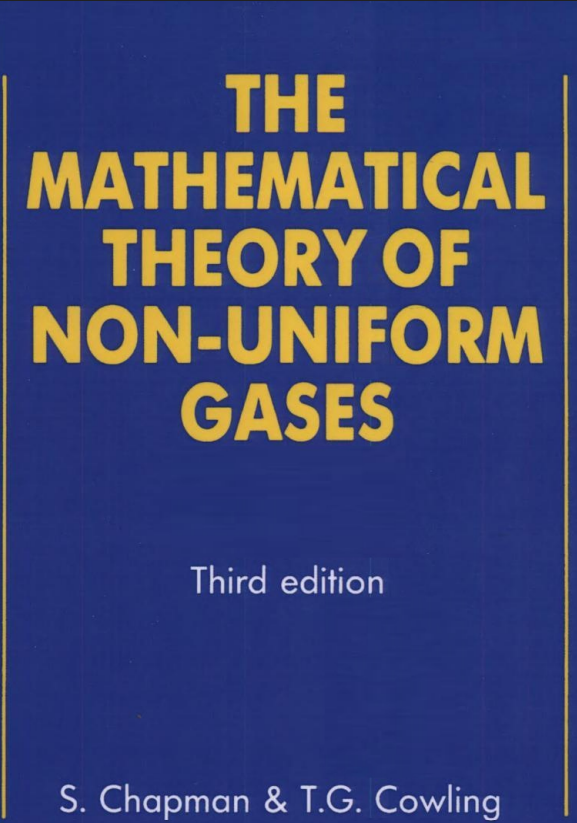 THE
MATHEMATICAL
THEORY OF
NON-UNIFORM
GASES
Third edition
S. Chapman & T.G. Cowling